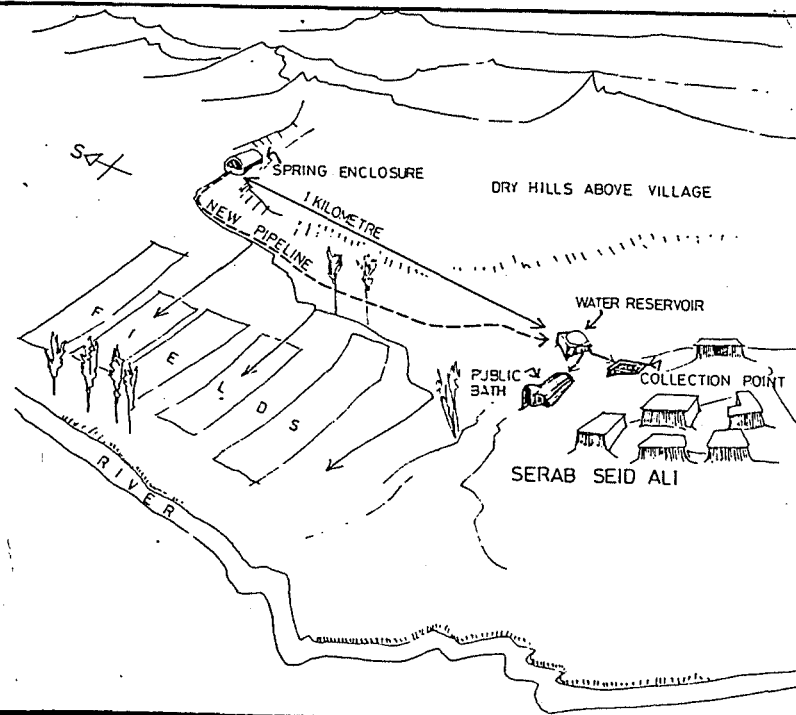 S
SPRING ENCLOSURE
DRY HILLS ABOVE VILLAGE
1 KILOMETRE
NEW PIPELINE
WATER RESERVOIR
PUBLIC
BATH
COLLECTION POINT
FIELDS
SERAB SEID ALI
RIVER